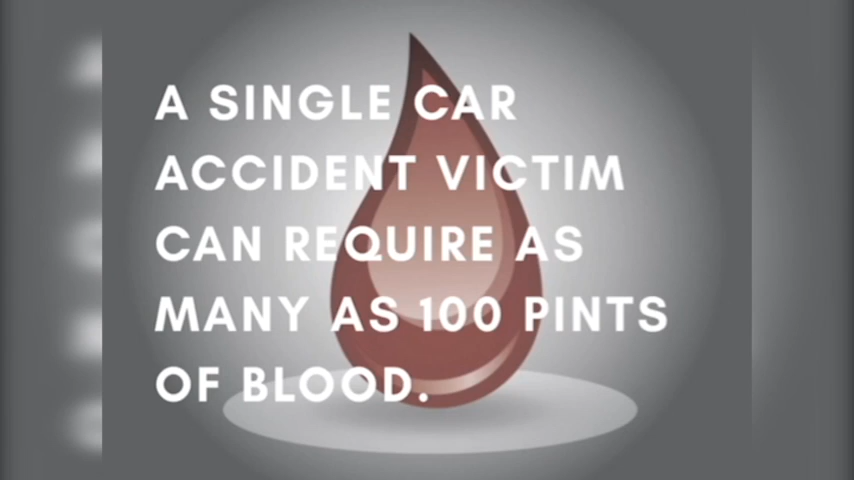 A SINGLE CAR
ACCIDENT VICTIM
CAN REQUIRE AS
MANY AS 100 PINTS
OF BLOOD.